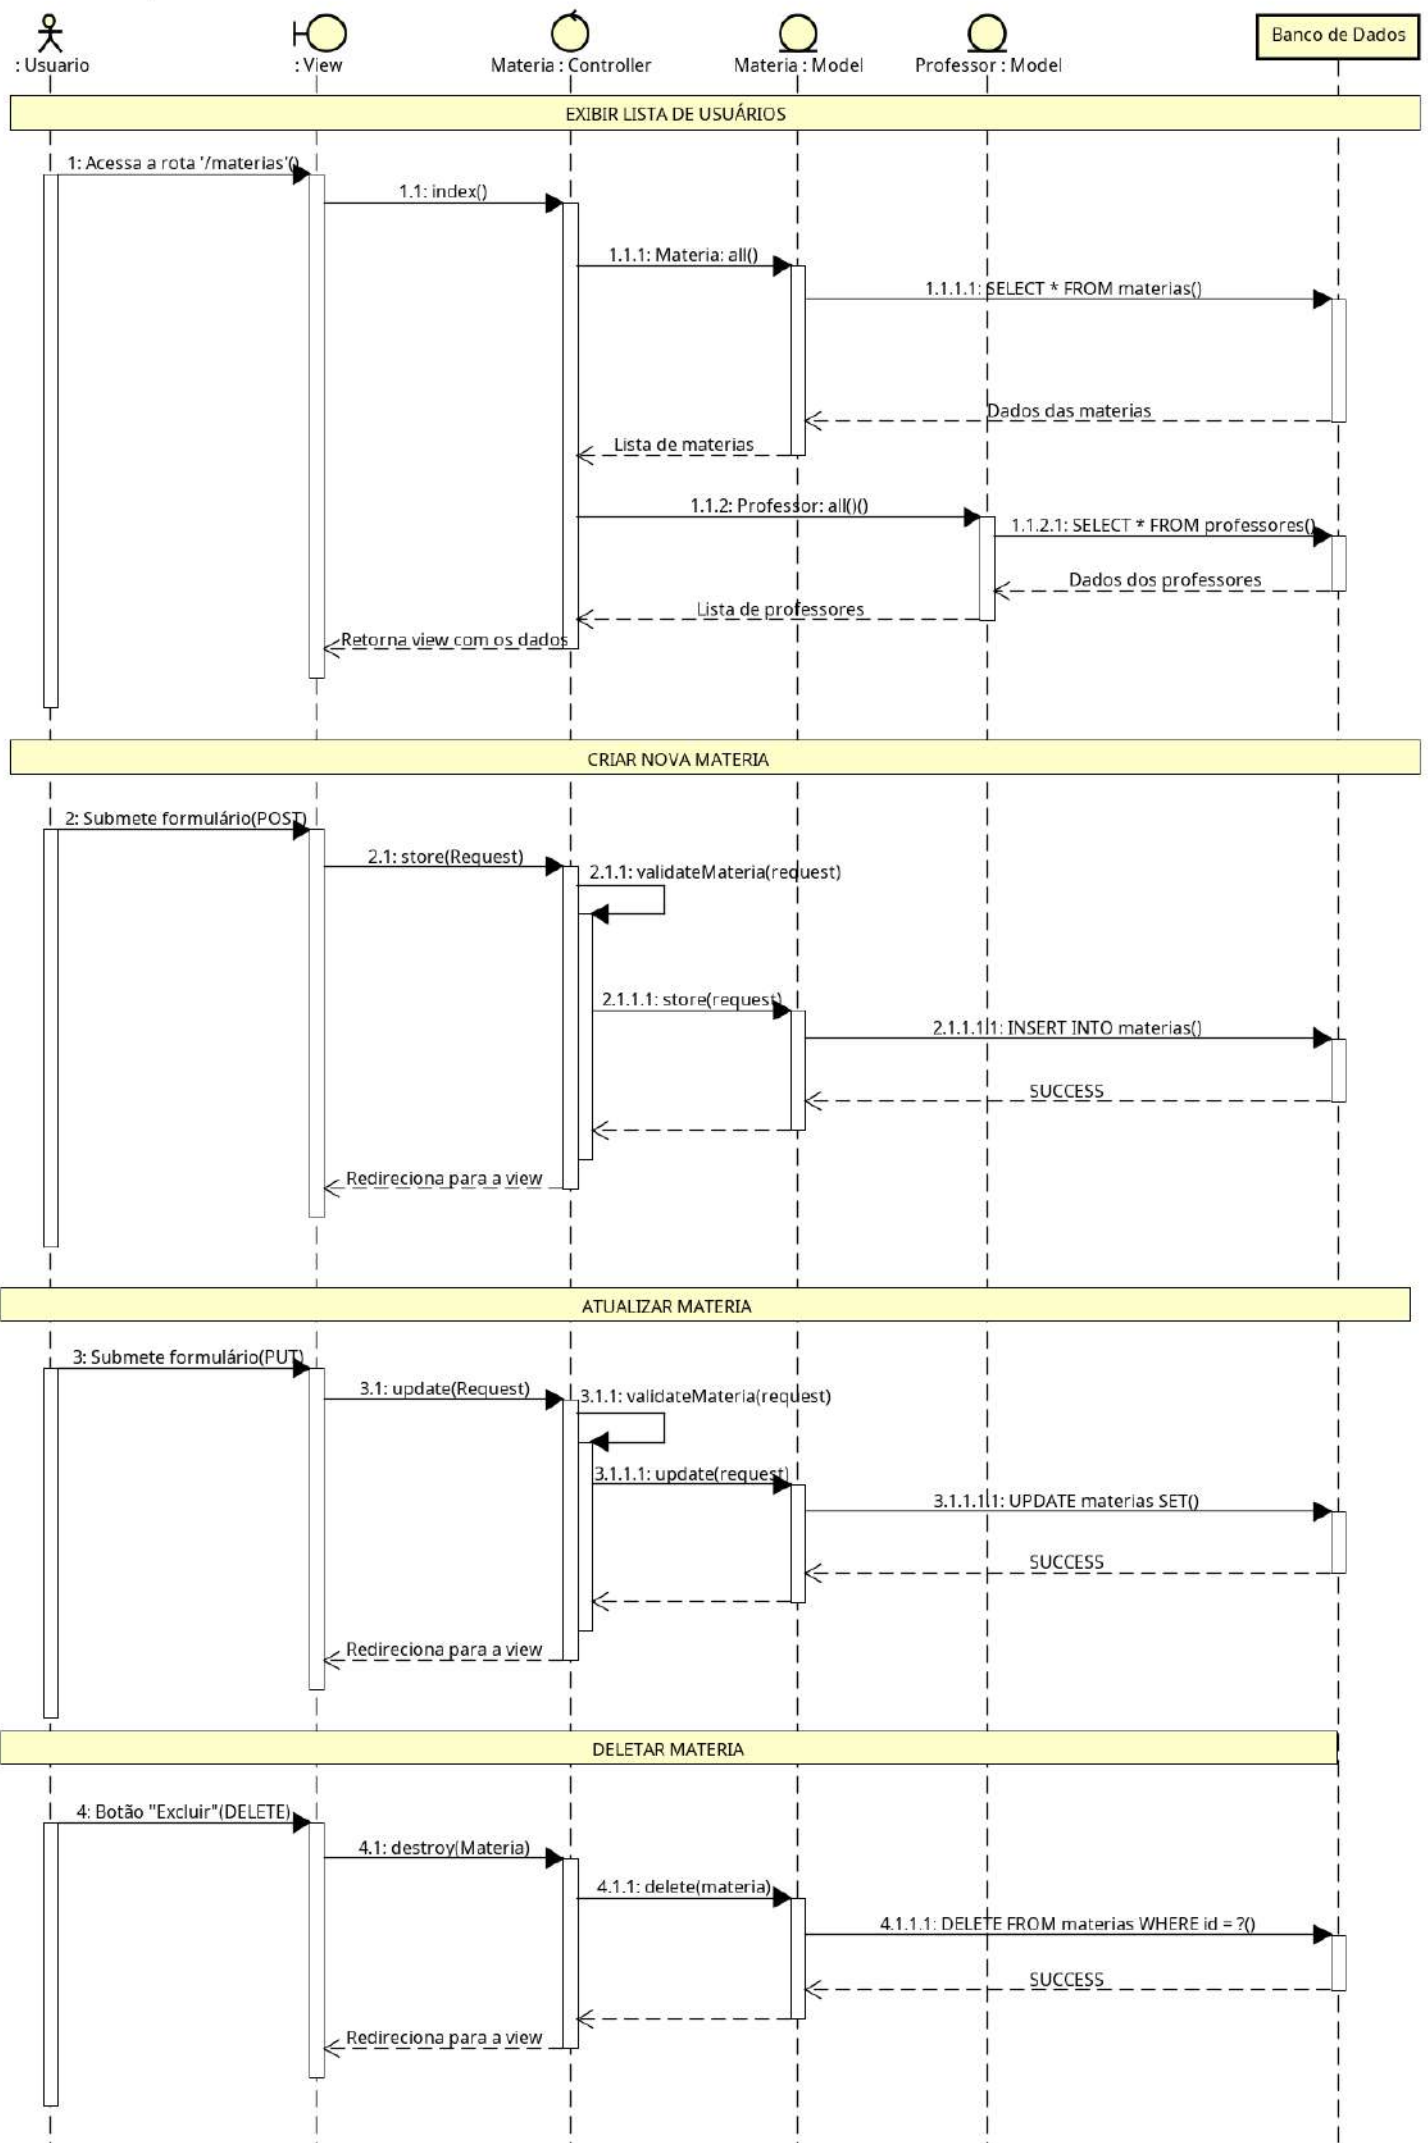 : Usuario
: View
Materia : Controller
Materia : Model
Professor : Model
Banco de Dados
EXIBIR LISTA DE USUÁRIOS
1: Acessa a rota '/materias'()
1.1: index()
1.1.1: Materia: all()
1.1.1.1: SELECT * FROM materias()
Dados das materias
Lista de materias
1.1.2: Professor: all()()
1.1.2.1: SELECT * FROM professores()
Dados dos professores
Lista de professores
Retorna view com os dados
CRIAR NOVA MATERIA
2: Submete formulário(POST)
2.1: store(Request)
2.1.1: validateMateria(request)
2.1.1.1: store(request)
2.1.1.1.1: INSERT INTO materias()
SUCCESS
Redireciona para a view
ATUALIZAR MATERIA
3: Submete formulário(PUT)
3.1: update(Request)
3.1.1: validateMateria(request)
3.1.1.1: update(request)
3.1.1.1.1: UPDATE materias SET()
SUCCESS
Redireciona para a view
DELETAR MATERIA
4: Botão "Excluir"(DELETE)
4.1: destroy(Materia)
4.1.1: delete(materia)
4.1.1.1: DELETE FROM materias WHERE id = ?()
SUCCESS
Redireciona para a view